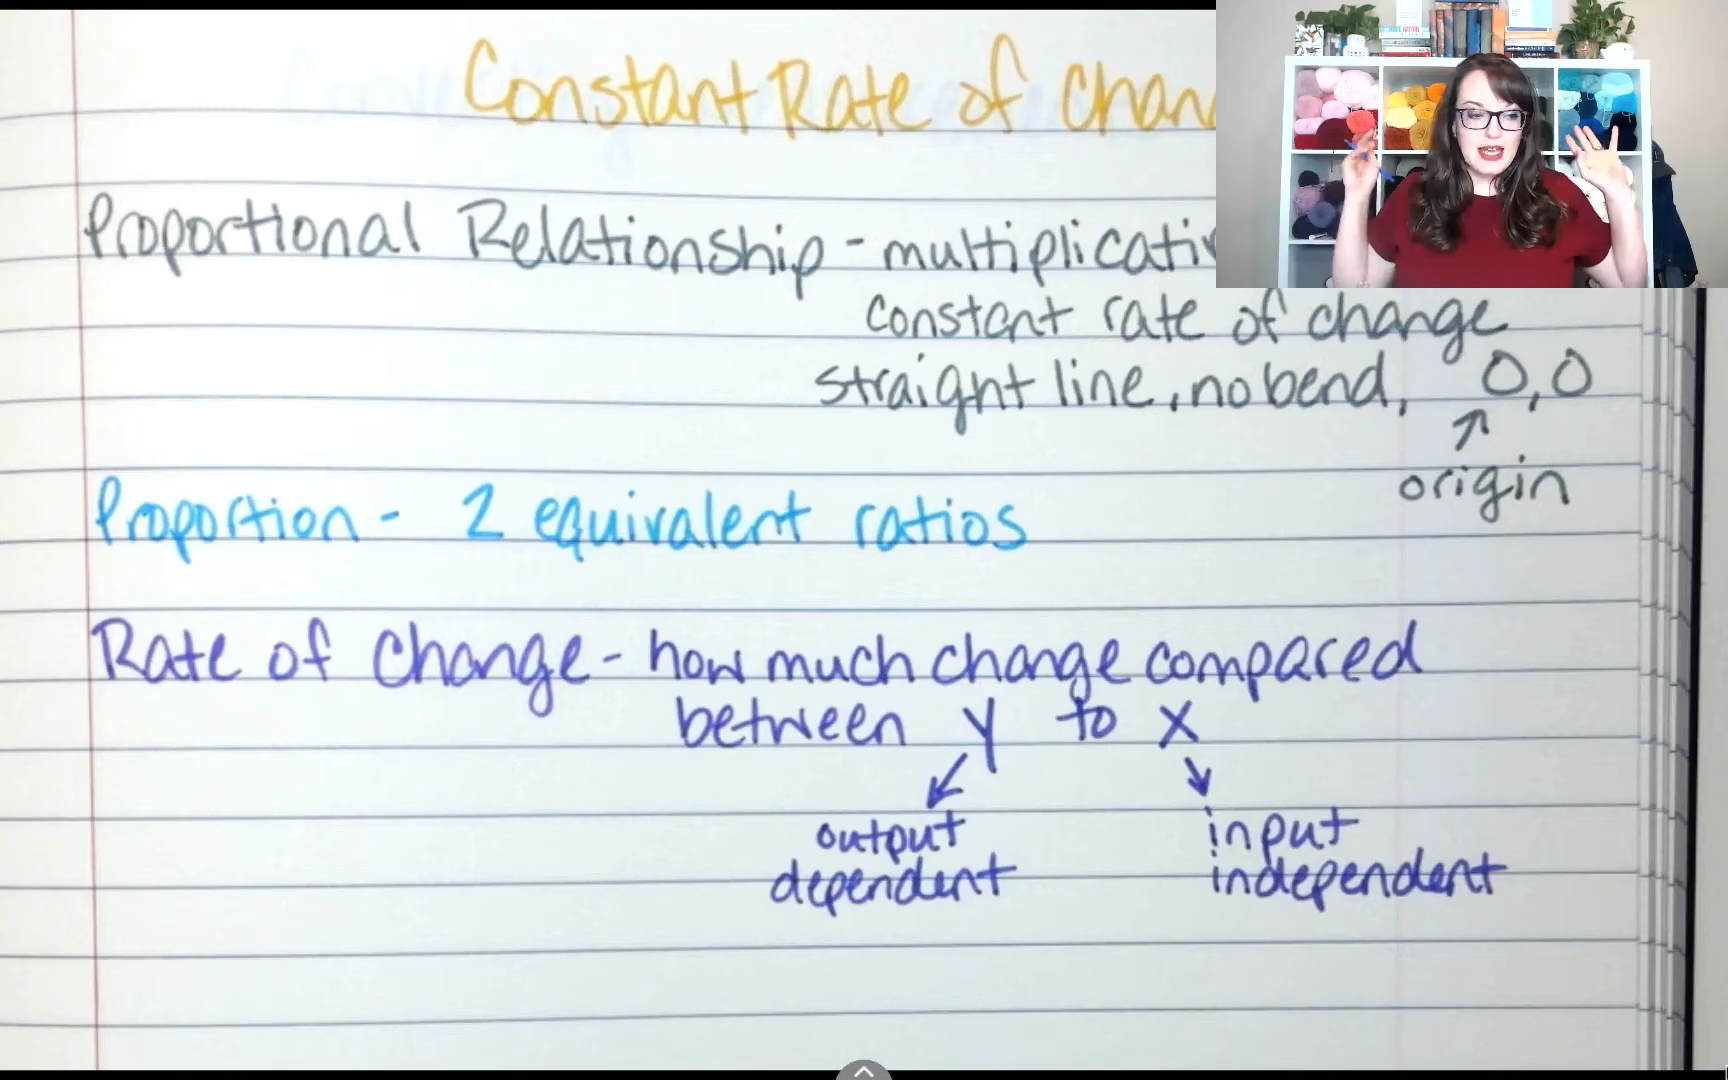 Constant Rate of Chan
Proportional Relationship - multiplicativ
constant rate of change
straight line, no bend, 0,0
origin
Proportion - 2 equivalent ratios
Rate of Change - how much change compared
between y to x
output input
dependent independent